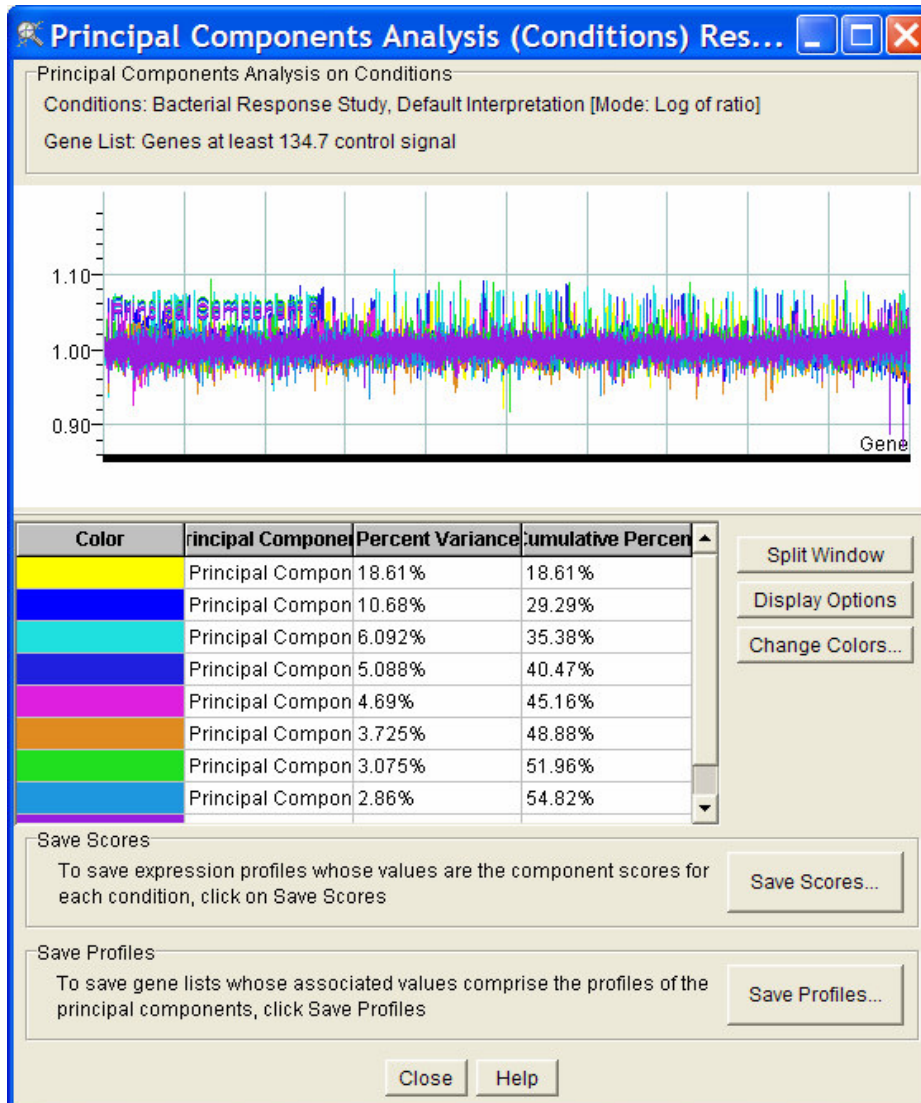 Principal Components Analysis (Conditions) Res...
Principal Components Analysis on Conditions
Conditions: Bacterial Response Study, Default Interpretation [Mode: Log of ratio]
Gene List: Genes at least 134.7 control signal
1.10
Principal Component
1.00
0.90
Gene
Color rincipal Componer Percent Variance umulative Percen
Principal Compon 18.61% 18.61%
Principal Compon 10.68% 29.29%
Principal Compon 6.092% 35.38%
Principal Compon 5.088% 40.47%
Principal Compon 4.69% 45.16%
Principal Compon 3.725% 48.88%
Principal Compon 3.075% 51.96%
Principal Compon 2.86% 54.82%
Split Window
Display Options
Change Colors...
Save Scores
To save expression profiles whose values are the component scores for
each condition, click on Save Scores
Save Scores...
Save Profiles
To save gene lists whose associated values comprise the profiles of the
principal components, click Save Profiles
Save Profiles...
Close Help